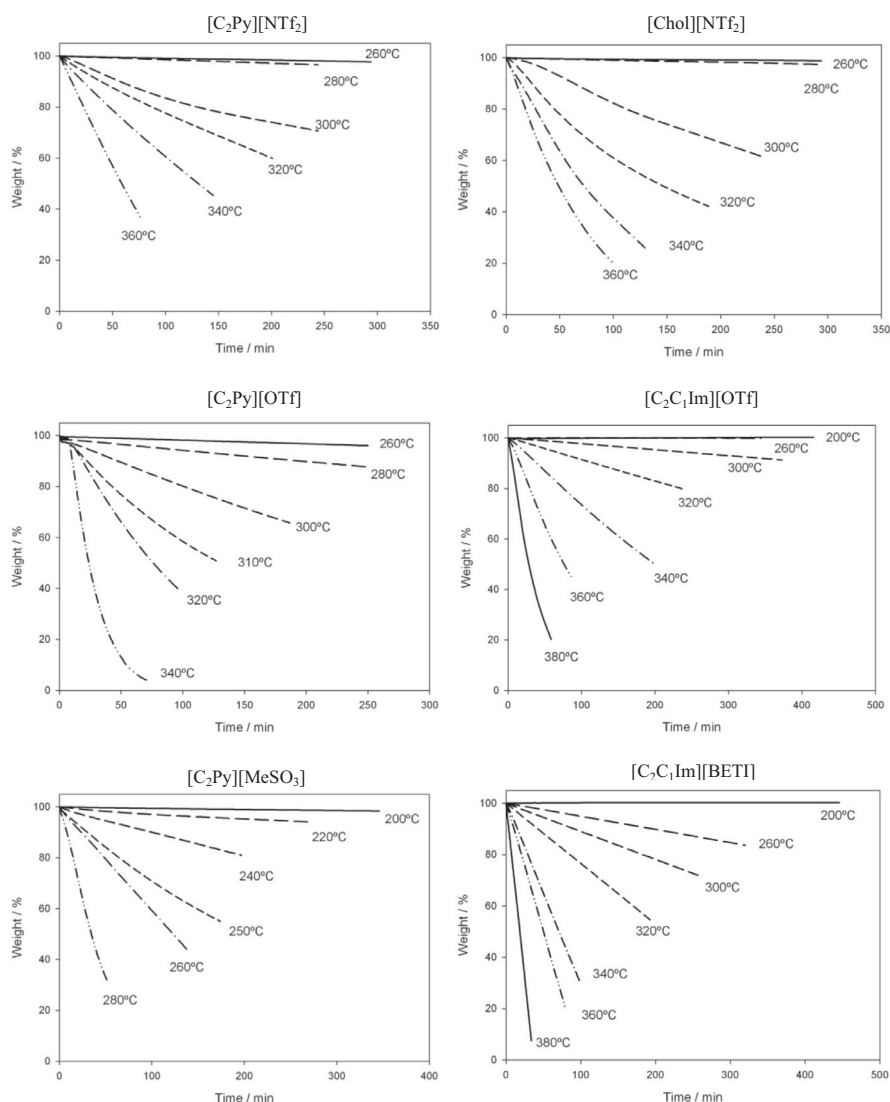 [C₂Py][NTf₂]
100
80
60
40
20
0
Weight / %
260ºC
280ºC
300ºC
320ºC
340ºC
360ºC
0 50 100 150 200 250 300 350
Time / min
[Chol][NTf₂]
100
80
60
40
20
0
Weight / %
260ºC
280ºC
300ºC
320ºC
340ºC
360ºC
0 50 100 150 200 250 300 350
Time / min
[C₂Py][OTf]
100
80
60
40
20
0
Weight / %
260ºC
280ºC
300ºC
310ºC
320ºC
340ºC
0 50 100 150 200 250 300
Time / min
[C₂C₁Im][OTf]
100
80
60
40
20
0
Weight / %
200ºC
260ºC
300ºC
320ºC
340ºC
360ºC
380ºC
0 100 200 300 400 500
Time / min
[C₂Py][MeSO₃]
100
80
60
40
20
0
Weight / %
200ºC
220ºC
240ºC
250ºC
260ºC
280ºC
0 100 200 300 400
Time / min
[C₂C₁Im][BETI]
100
80
60
40
20
0
Weight / %
200ºC
260ºC
300ºC
320ºC
340ºC
360ºC
380ºC
0 100 200 300 400 500
Time / min